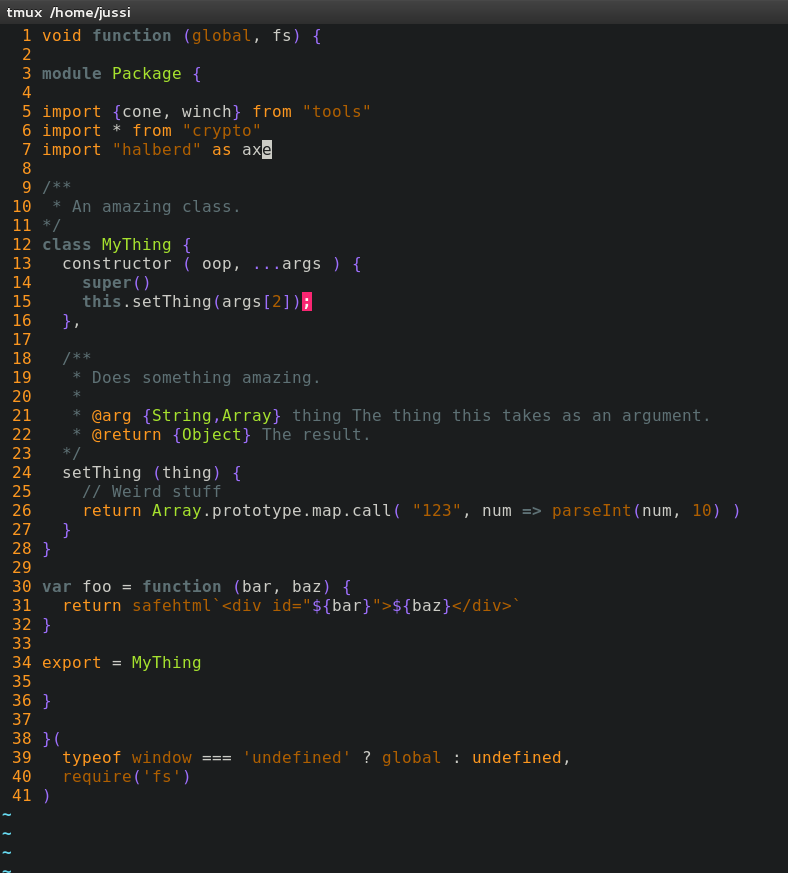 tmux /home/jussi
1 void function (global, fs) {
2
3 module Package {
4
5 import {cone, winch} from "tools"
6 import * from "crypto"
7 import "halberd" as axe
8
9 /**
10  * An amazing class.
11 */
12 class MyThing {
13   constructor ( oop, ...args ) {
14     super()
15     this.setThing(args[2]);
16   },
17
18   /**
19    * Does something amazing.
20    *
21    * @arg {String,Array} thing The thing this takes as an argument.
22    * @return {Object} The result.
23   */
24   setThing (thing) {
25     // Weird stuff
26     return Array.prototype.map.call( "123", num => parseInt(num, 10) )
27   }
28 }
29
30 var foo = function (bar, baz) {
31   return safehtml`<div id="${bar}">${baz}</div>`
32 }
33
34 export = MyThing
35
36 }
37
38 }(
39   typeof window === 'undefined' ? global : undefined,
40   require('fs')
41 )
~
~
~
~